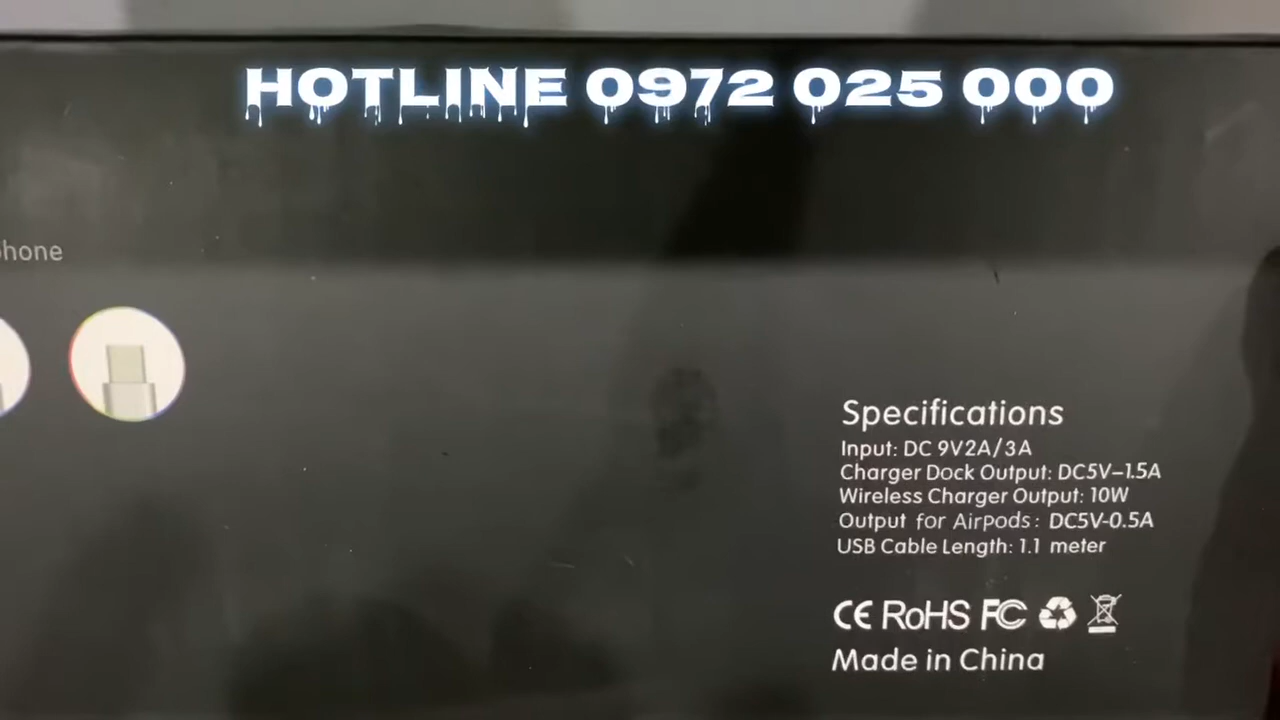 HOTLINE 0972 025 000
phone
Specifications
Input: DC 9V2A/3A
Charger Dock Output: DC5V-1.5A
Wireless Charger Output: 10W
Output for AirPods: DC5V-0.5A
USB Cable Length: 1.1 meter
CE RoHS FC
Made in China